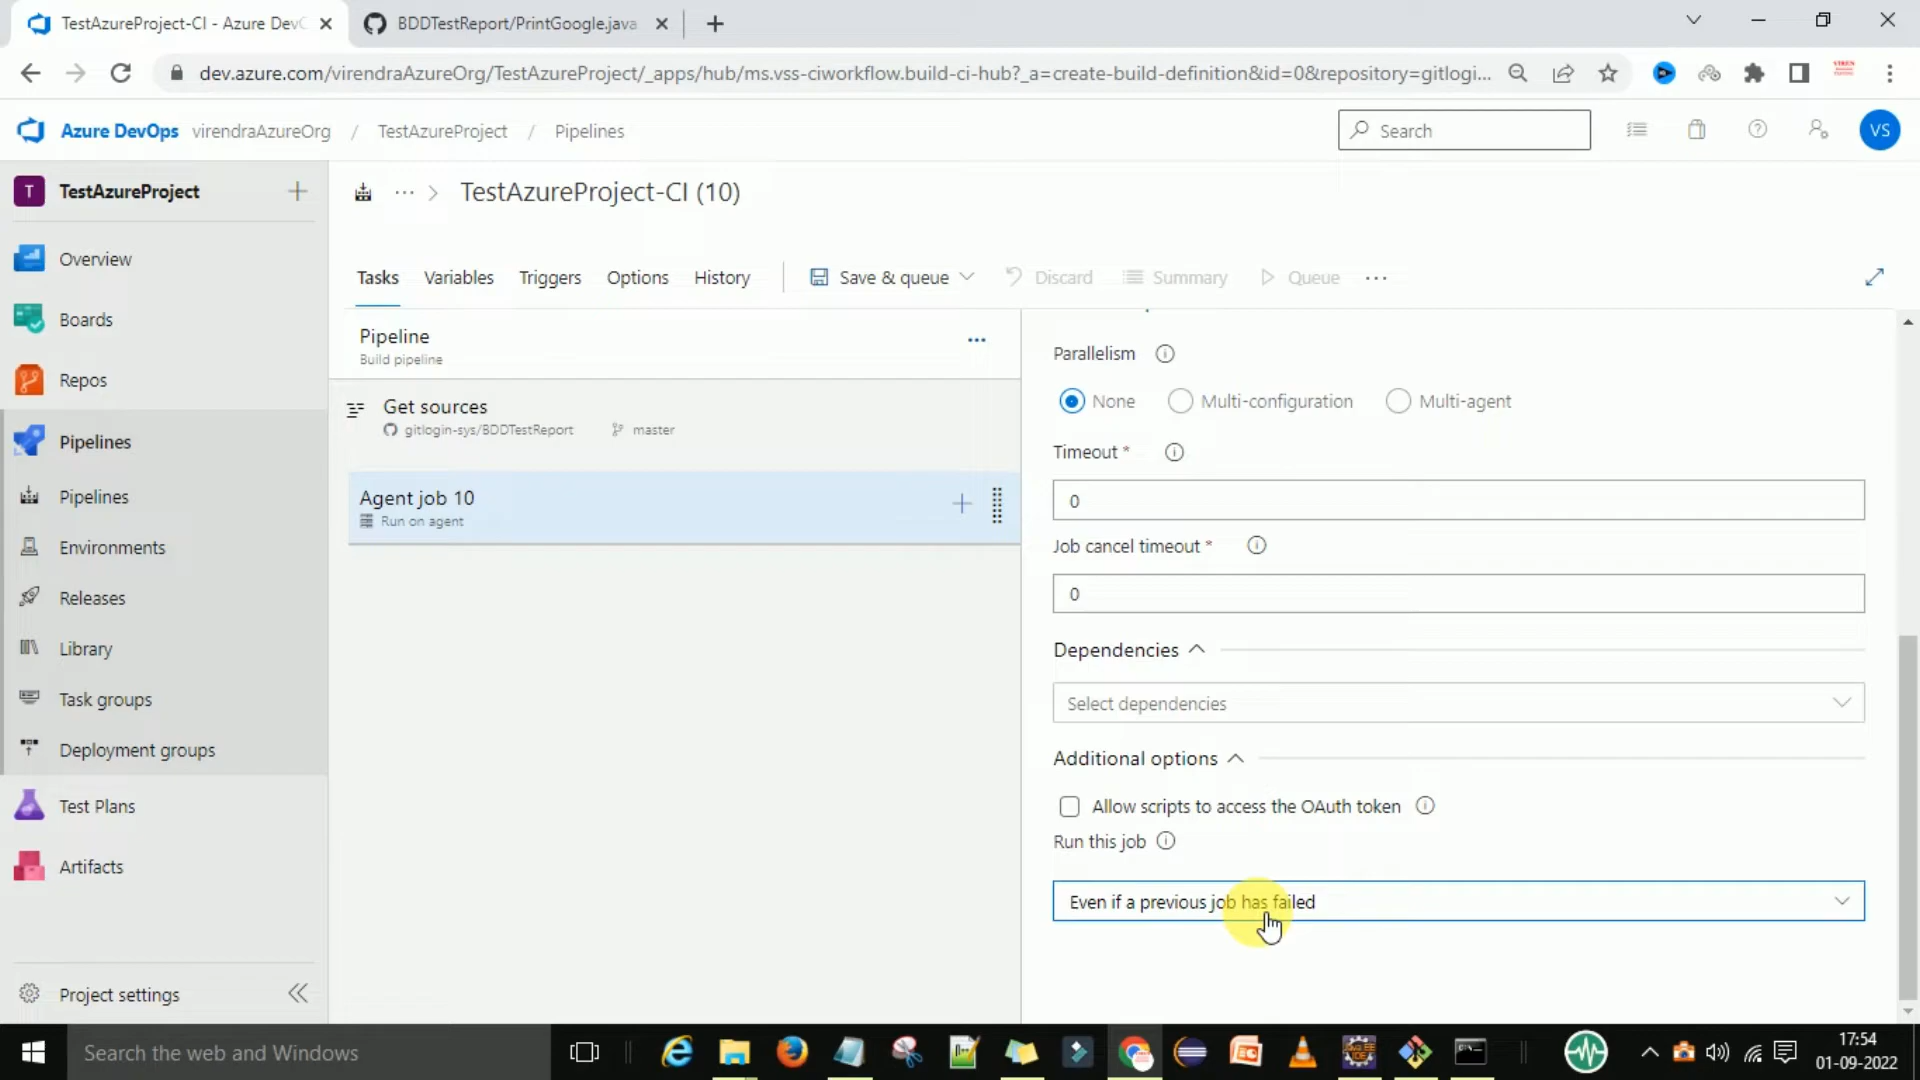 TestAzureProject-CI - Azure Dev
BDDTestReport/PrintGoogle.java
dev.azure.com/virendraAzureOrg/TestAzureProject/_apps/hub/ms.vss-ciworkflow.build-ci-hub?_a=create-build-definition&id=0&repository=gitlogi...
Azure DevOps virendraAzureOrg / TestAzureProject / Pipelines
Search
VS
T TestAzureProject
Overview
Boards
Repos
Pipelines
Pipelines
Environments
Releases
Library
Task groups
Deployment groups
Test Plans
Artifacts
Project settings
... > TestAzureProject-CI (10)
Tasks Variables Triggers Options History Save & queue Discard Summary Queue ...
Pipeline
Build pipeline
Get sources
gitlogin-sys/BDDTestReport master
Agent job 10
Run on agent
Parallelism
None Multi-configuration Multi-agent
Timeout *
0
Job cancel timeout *
0
Dependencies
Select dependencies
Additional options
Allow scripts to access the OAuth token
Run this job
Even if a previous job has failed
Search the web and Windows
17:54
01-09-2022